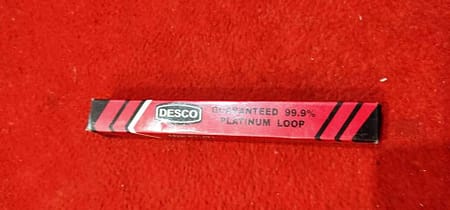 DESCO
GUARANTEED 99.9%
PLATINUM LOOP